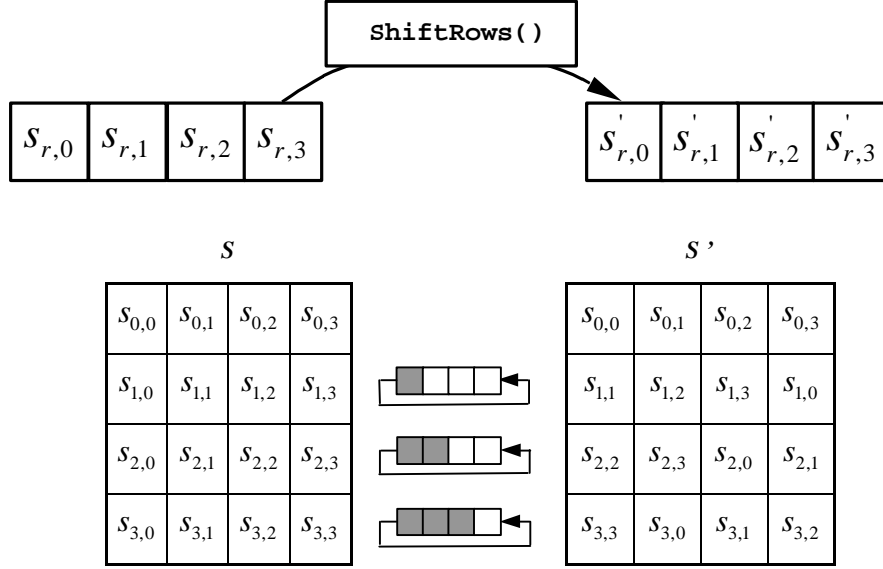 ShiftRows()
s_{r,0} s_{r,1} s_{r,2} s_{r,3} s'_{r,0} s'_{r,1} s'_{r,2} s'_{r,3}
S S'
s_{0,0} s_{0,1} s_{0,2} s_{0,3} s_{0,0} s_{0,1} s_{0,2} s_{0,3}
s_{1,0} s_{1,1} s_{1,2} s_{1,3} s_{1,1} s_{1,2} s_{1,3} s_{1,0}
s_{2,0} s_{2,1} s_{2,2} s_{2,3} s_{2,2} s_{2,3} s_{2,0} s_{2,1}
s_{3,0} s_{3,1} s_{3,2} s_{3,3} s_{3,3} s_{3,0} s_{3,1} s_{3,2}